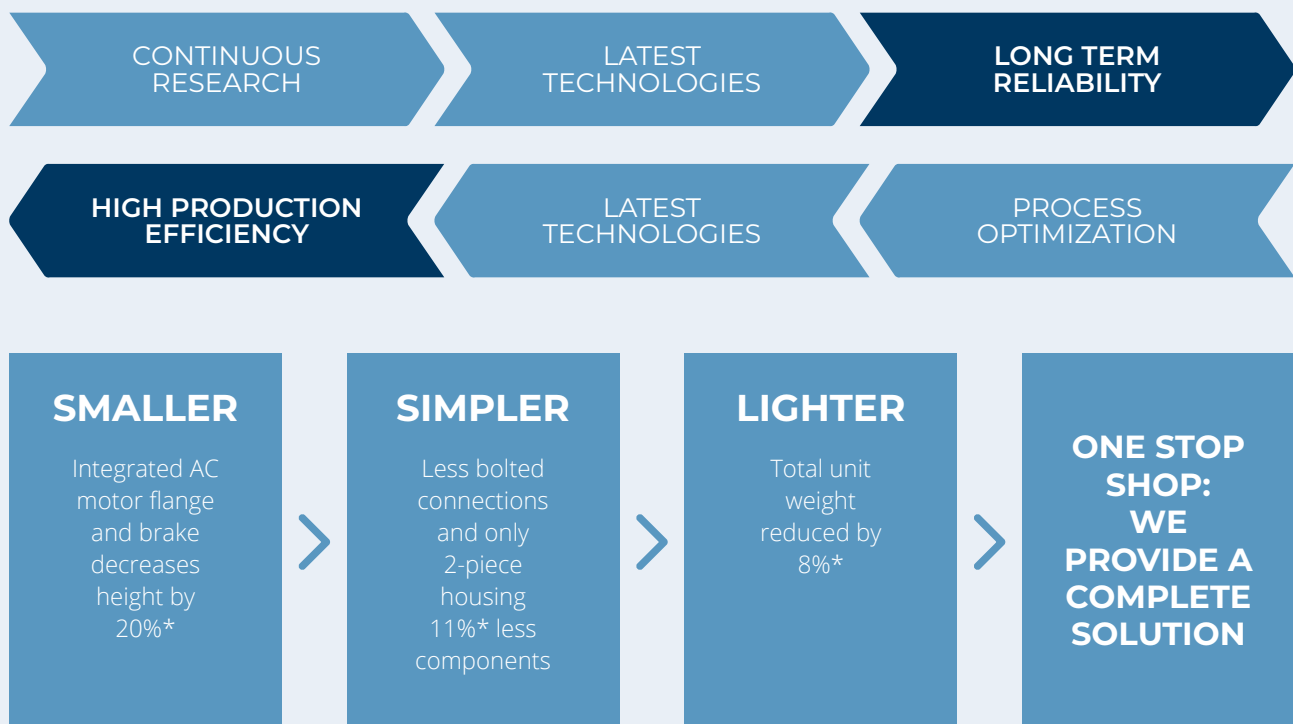 CONTINUOUS
RESEARCH
LATEST
TECHNOLOGIES
LONG TERM
RELIABILITY
HIGH PRODUCTION
EFFICIENCY
LATEST
TECHNOLOGIES
PROCESS
OPTIMIZATION
SMALLER
Integrated AC
motor flange
and brake
decreases
height by
20%*
SIMPLER
Less bolted
connections
and only
2-piece
housing
11%* less
components
LIGHTER
Total unit
weight
reduced by
8%*
ONE STOP
SHOP:
WE
PROVIDE A
COMPLETE
SOLUTION